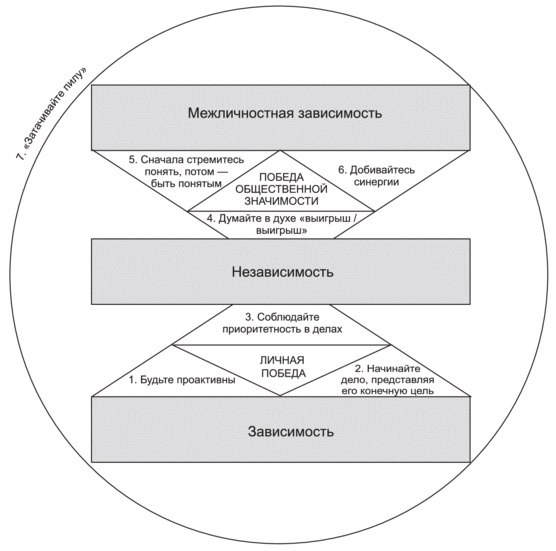 7. «Затачивайте пилу»
Межличностная зависимость
5. Сначала стремитесь
понять, потом —
быть понятым
ПОБЕДА
ОБЩЕСТВЕННОЙ
ЗНАЧИМОСТИ
6. Добивайтесь
синергии
4. Думайте в духе «выигрыш /
выигрыш»
Независимость
3. Соблюдайте
приоритетность в делах
ЛИЧНАЯ
ПОБЕДА
1. Будьте проактивны
2. Начинайте
дело, представляя
его конечную цель
Зависимость